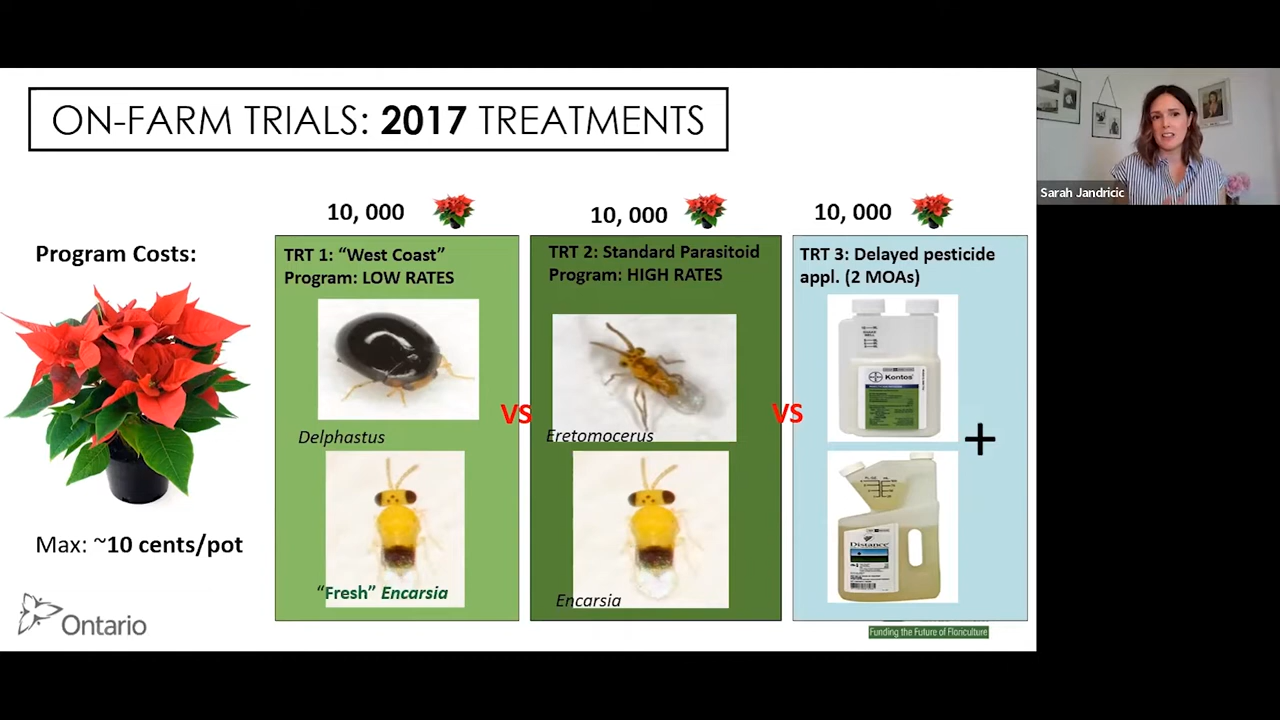 ON-FARM TRIALS: 2017 TREATMENTS
Sarah Jandricic
10, 000
10, 000
10, 000
Program Costs:
TRT 1: “West Coast”
Program: LOW RATES
TRT 2: Standard Parasitoid
Program: HIGH RATES
TRT 3: Delayed pesticide
appl. (2 MOAs)
Kontos
VS
VS
+
Delphastus
Eretomocerus
Distance
Max: ~10 cents/pot
“Fresh” Encarsia
Encarsia
Ontario
Funding the Future of Floriculture